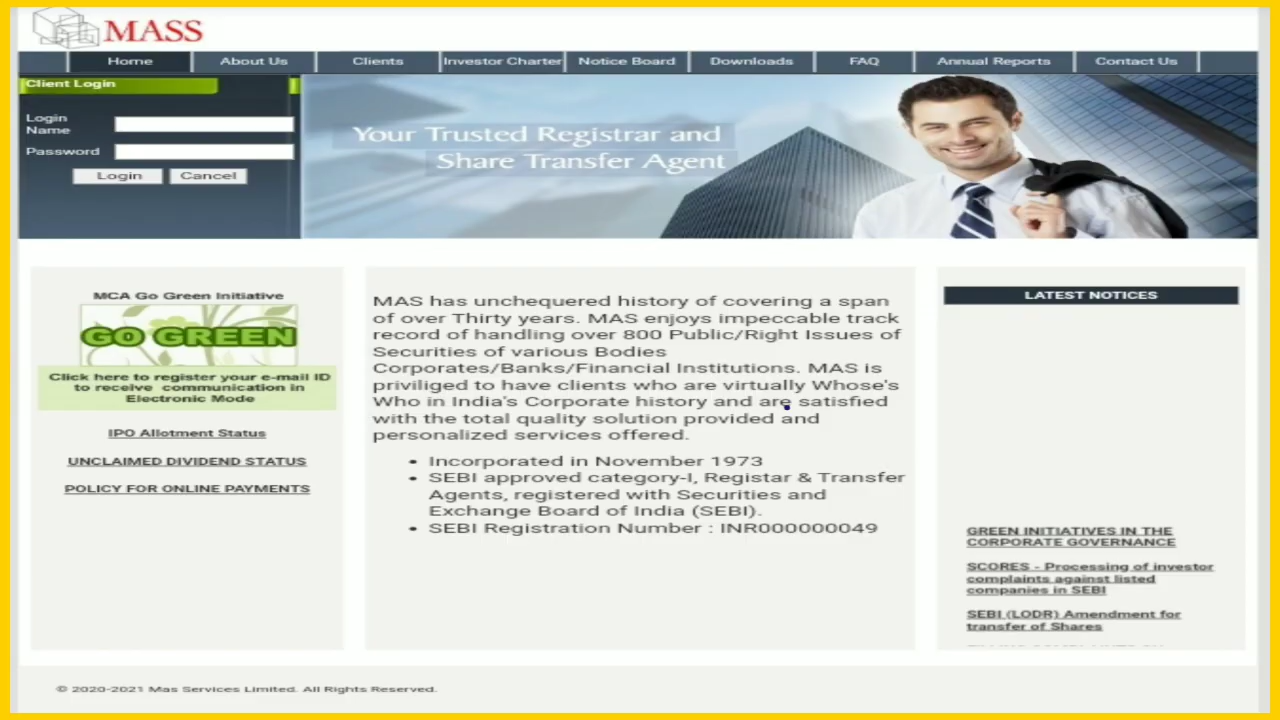 MASS
Home About Us Clients Investor Charter Notice Board Downloads FAQ Annual Reports Contact Us
Client Login
Login
Name
Password
Login Cancel
Your Trusted Registrar and
Share Transfer Agent
MCA Go Green Initiative
GO GREEN
Click here to register your e-mail ID
to receive communication in
Electronic Mode
IPO Allotment Status
UNCLAIMED DIVIDEND STATUS
POLICY FOR ONLINE PAYMENTS
MAS has unchequered history of covering a span
of over Thirty years. MAS enjoys impeccable track
record of handling over 800 Public/Right Issues of
Securities of various Bodies
Corporates/Banks/Financial Institutions. MAS is
priviliged to have clients who are virtually Whose's
Who in India's Corporate history and are satisfied
with the total quality solution provided and
personalized services offered.
• Incorporated in November 1973
• SEBI approved category-I, Registar & Transfer
Agents, registered with Securities and
Exchange Board of India (SEBI).
• SEBI Registration Number : INR000000049
LATEST NOTICES
GREEN INITIATIVES IN THE
CORPORATE GOVERNANCE
SCORES - Processing of investor
complaints against listed
companies in SEBI
SEBI (LODR) Amendment for
transfer of Shares
© 2020-2021 Mas Services Limited. All Rights Reserved.